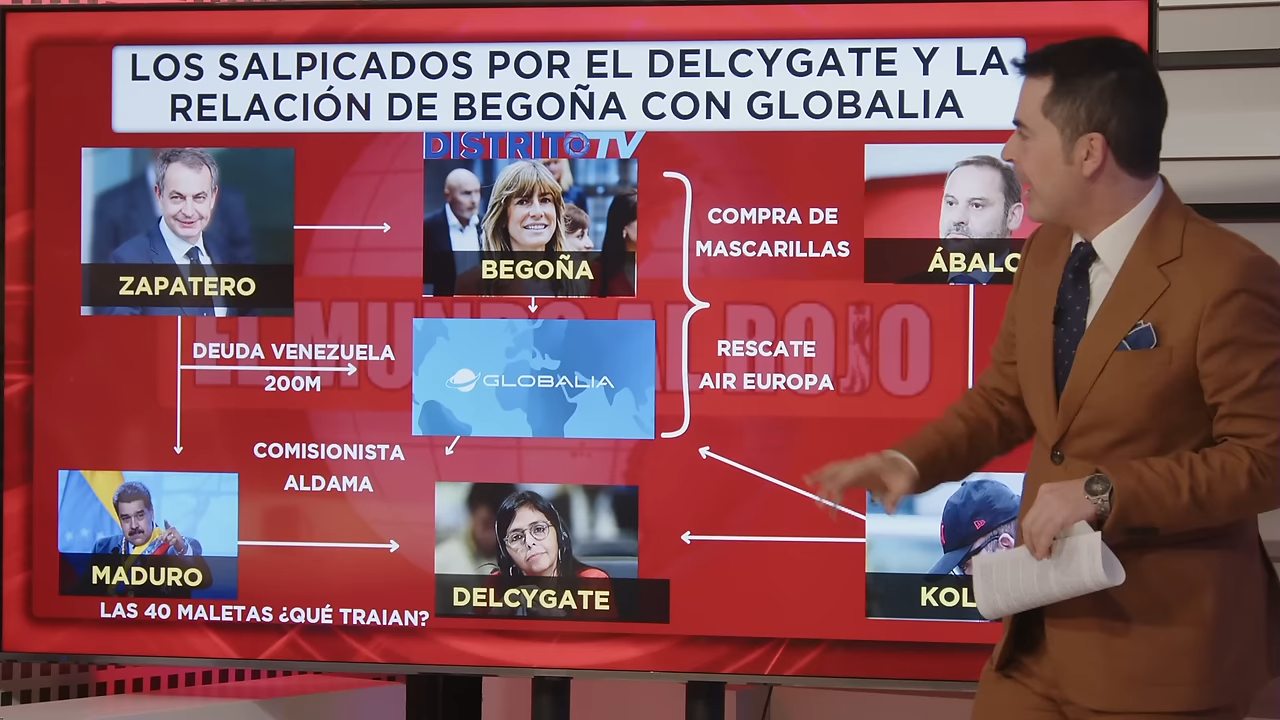 LOS SALPICADOS POR EL DELCYGATE Y LA
RELACIÓN DE BEGOÑA CON GLOBALIA
DISTRITO TV
ZAPATERO
BEGOÑA
COMPRA DE
MASCARILLAS
ÁBALO
EL MUNDO AL ROJO
DEUDA VENEZUELA
200M
GLOBALIA
RESCATE
AIR EUROPA
COMISIONISTA
ALDAMA
MADURO
DELCYGATE
KOL
LAS 40 MALETAS ¿QUÉ TRAIAN?